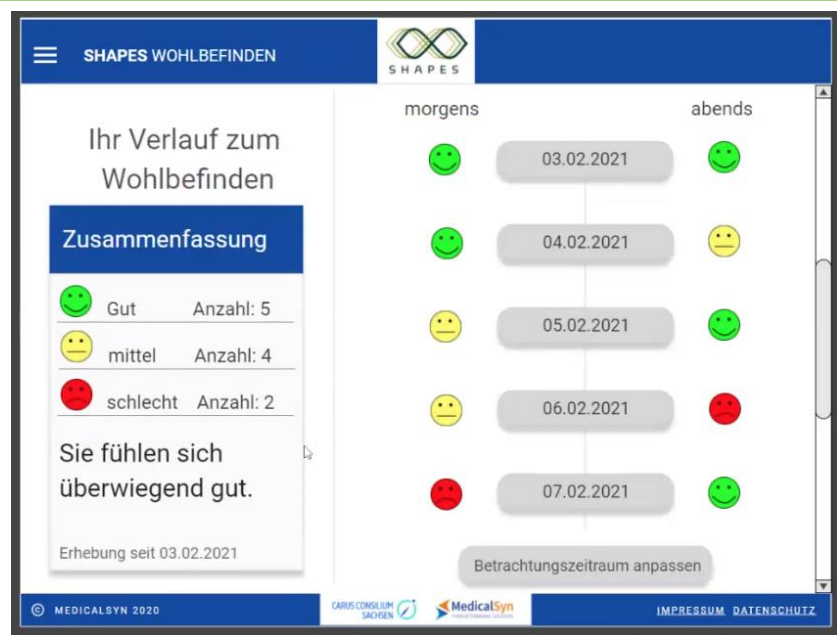 SHAPES WOHLBEFINDEN
SHAPES
Ihr Verlauf zum
Wohlbefinden
Zusammenfassung
Gut Anzahl: 5
mittel Anzahl: 4
schlecht Anzahl: 2
Sie fühlen sich
überwiegend gut.
Erhebung seit 03.02.2021
morgens abends
03.02.2021
04.02.2021
05.02.2021
06.02.2021
07.02.2021
Betrachtungszeitraum anpassen
© MEDICALSYN 2020
CARUS CONSILIUM
SACHSEN
MedicalSyn
IMPRESSUM DATENSCHUTZ